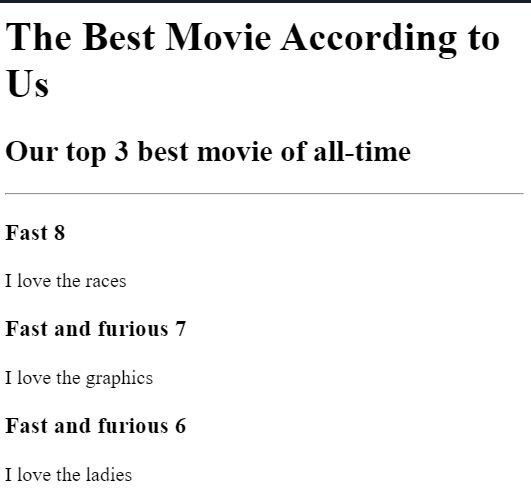 The Best Movie According to
Us
Our top 3 best movie of all-time
Fast 8
I love the races
Fast and furious 7
I love the graphics
Fast and furious 6
I love the ladies